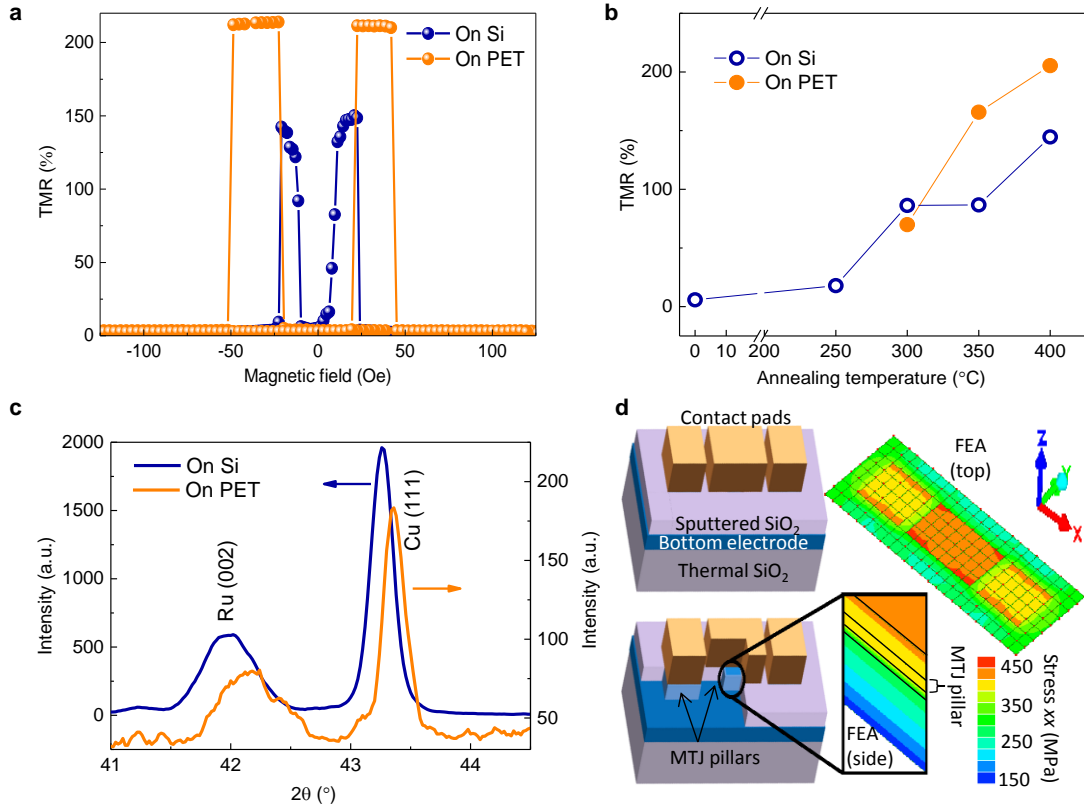 a
200
150
100
50
0
TMR (%)
On Si
On PET
-100
-50
0
50
100
Magnetic field (Oe)
b
200
100
0
TMR (%)
On Si
On PET
0
10
200
250
300
350
400
Annealing temperature (°C)
c
2000
1750
1500
1250
1000
750
500
250
0
Intensity (a.u.)
On Si
On PET
Ru (002)
Cu (111)
200
150
100
50
Intensity (a.u.)
41
42
43
44
2θ (°)
d
Contact pads
Sputtered SiO₂
Bottom electrode
Thermal SiO₂
FEA
(top)
Z
Y
X
MTJ pillars
FEA
(side)
MTJ pillar
450
350
250
150
Stress xx (MPa)